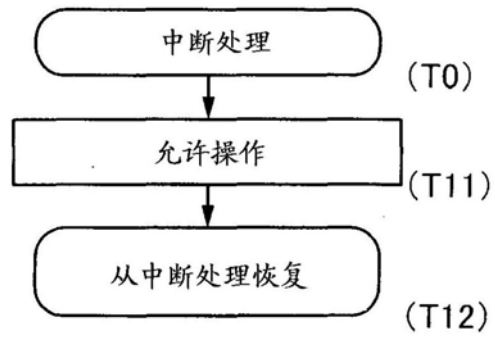 中断处理
(T0)
允许操作
(T11)
从中断处理恢复
(T12)